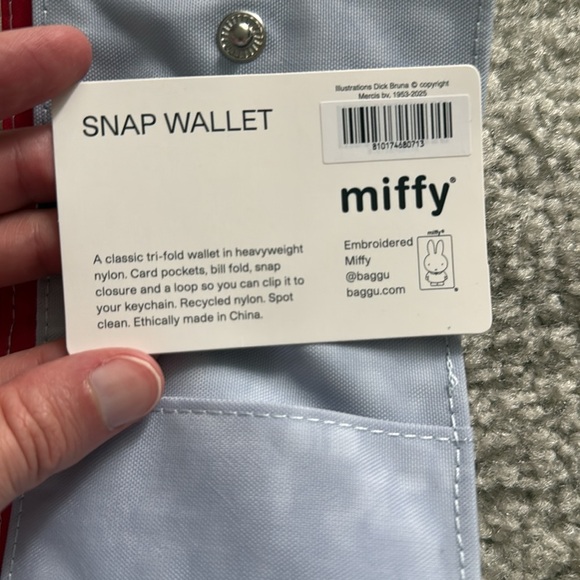 Illustrations Dick Bruna © copyright
Mercis bv, 1953-2025
SNAP WALLET
810174680713
miffy®
A classic tri-fold wallet in heavyweight
nylon. Card pockets, bill fold, snap
closure and a loop so you can clip it to
your keychain. Recycled nylon. Spot
clean. Ethically made in China.
Embroidered
Miffy
@baggu
baggu.com
miffy®